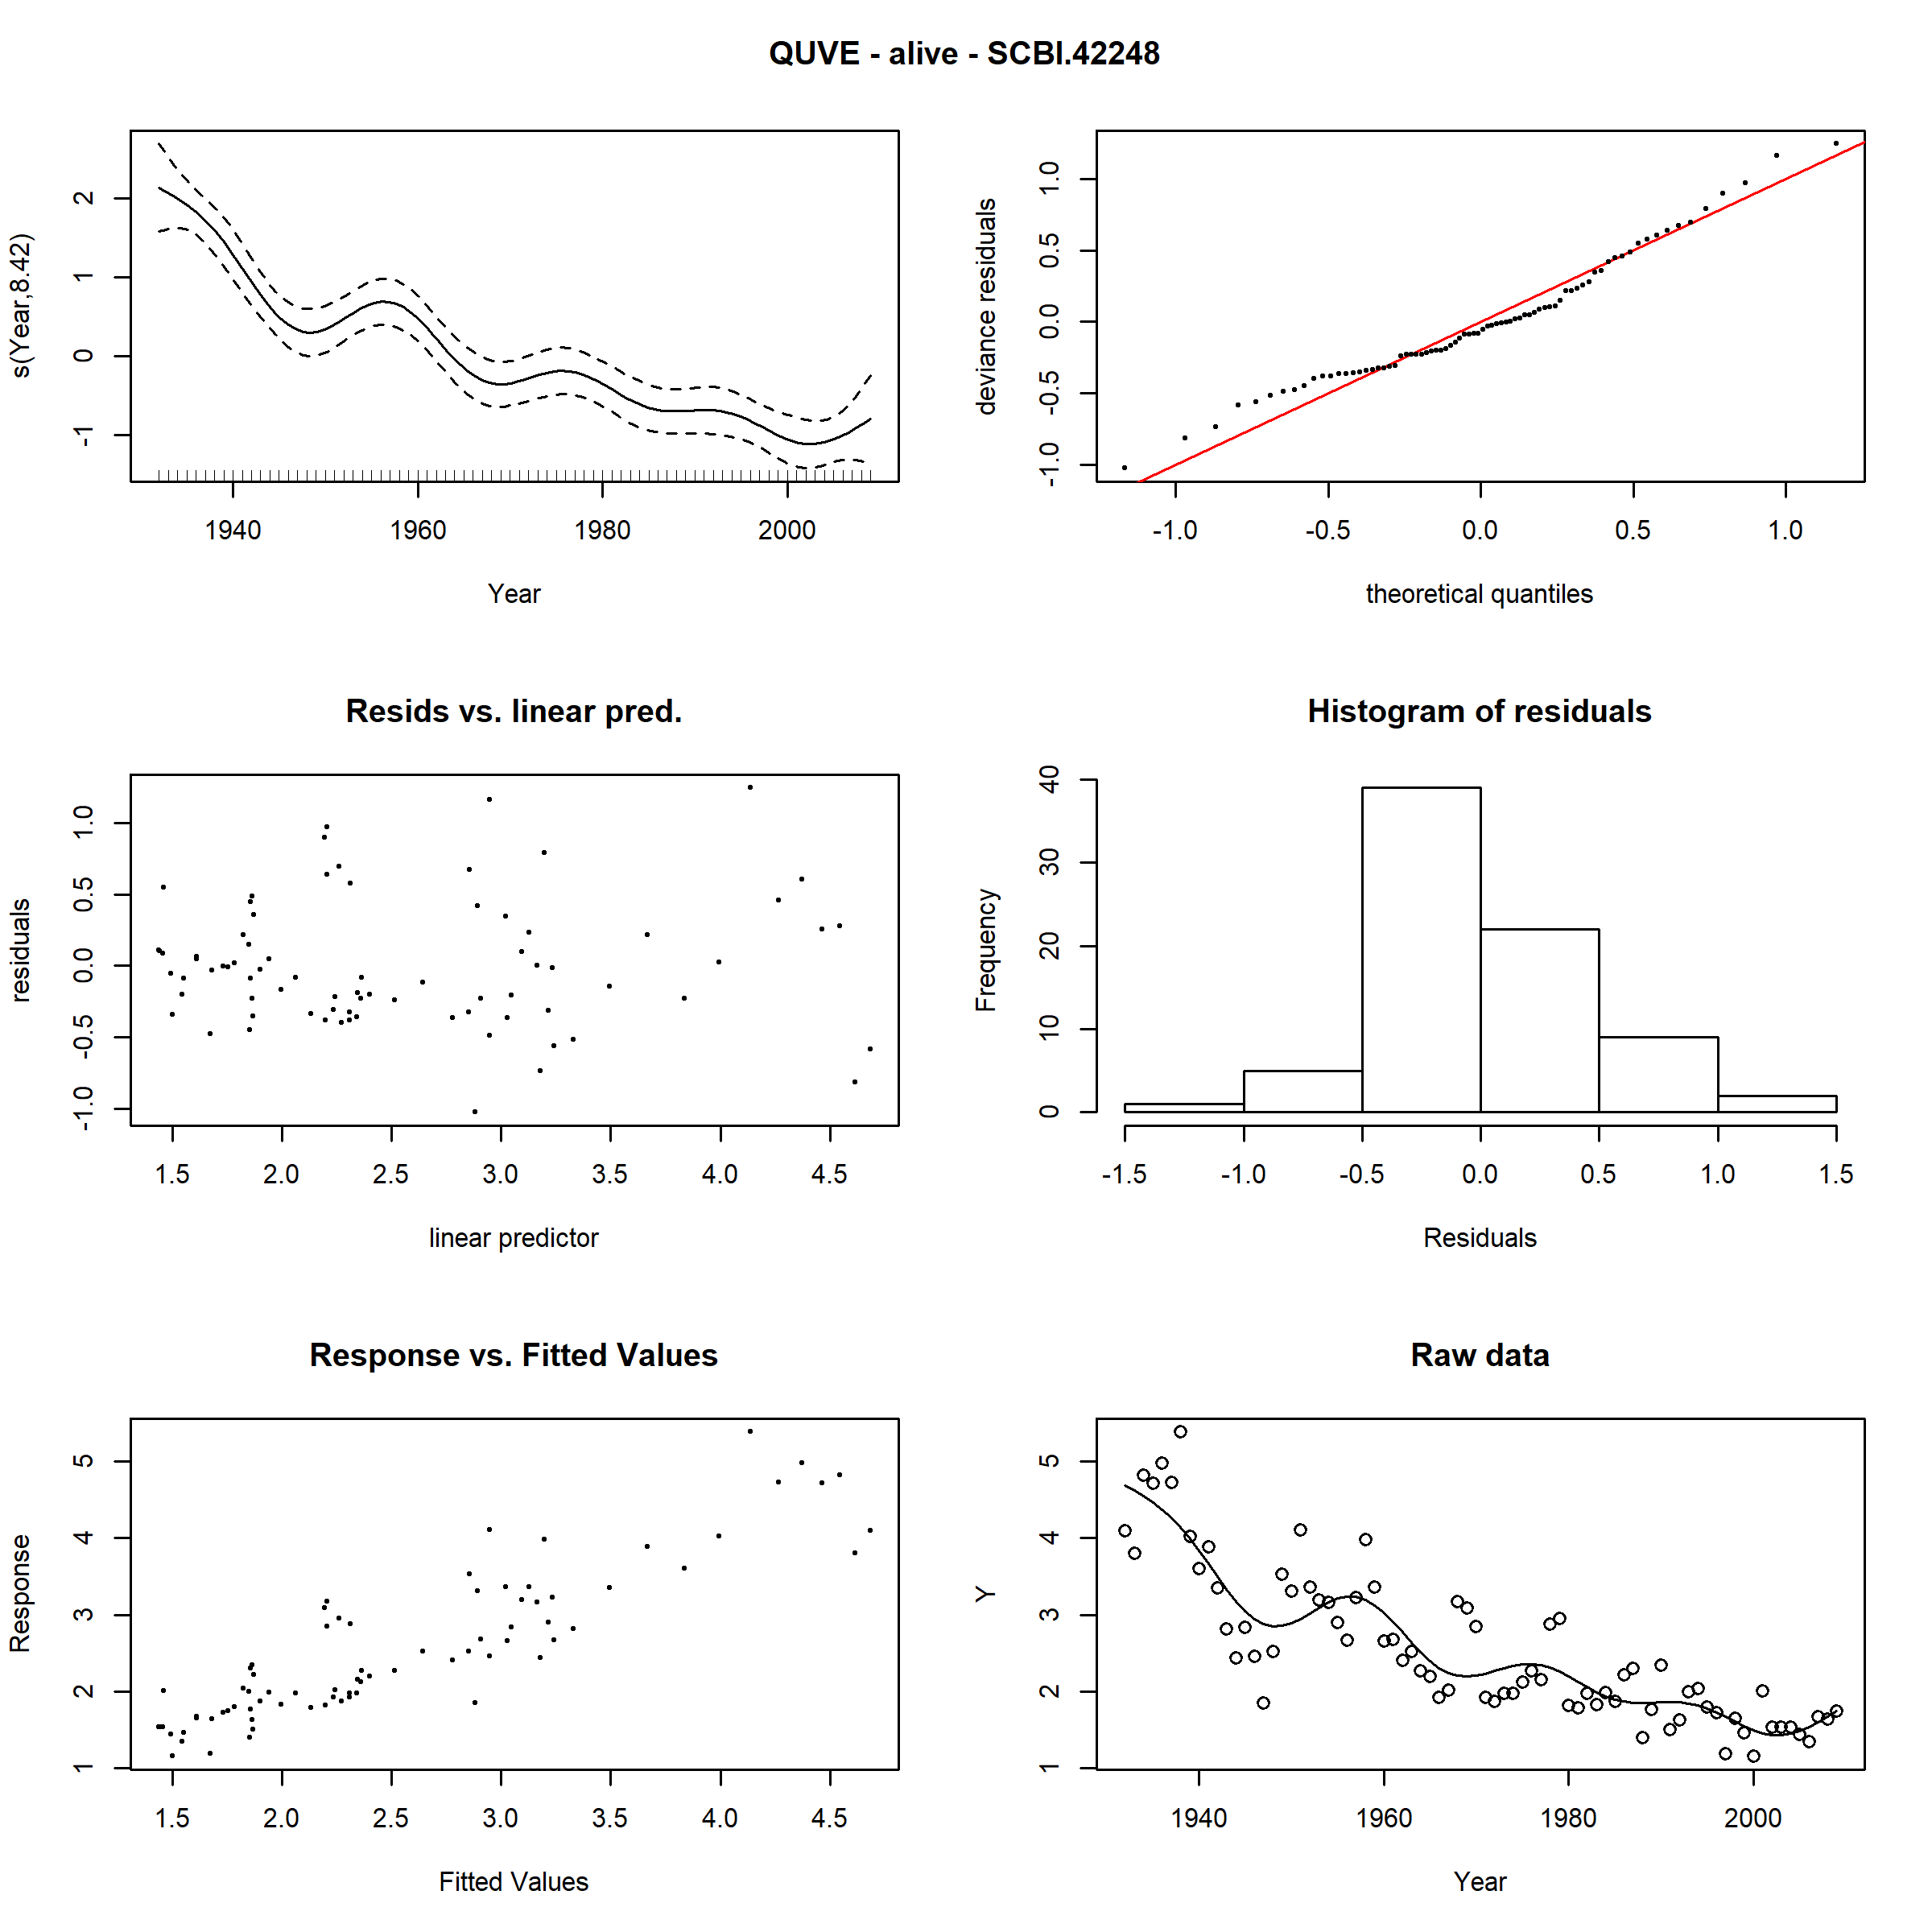 QUVE - alive - SCBI.42248
s(Year,8.42)
2
1
0
-1
1940 1960 1980 2000
Year
deviance residuals
1.0
0.5
0.0
-0.5
-1.0
-1.0 -0.5 0.0 0.5 1.0
theoretical quantiles
Resids vs. linear pred.
residuals
1.0
0.5
0.0
-0.5
-1.0
1.5 2.0 2.5 3.0 3.5 4.0 4.5
linear predictor
Histogram of residuals
Frequency
40
30
20
10
0
-1.5 -1.0 -0.5 0.0 0.5 1.0 1.5
Residuals
Response vs. Fitted Values
Response
5
4
3
2
1
1.5 2.0 2.5 3.0 3.5 4.0 4.5
Fitted Values
Raw data
Y
5
4
3
2
1
1940 1960 1980 2000
Year